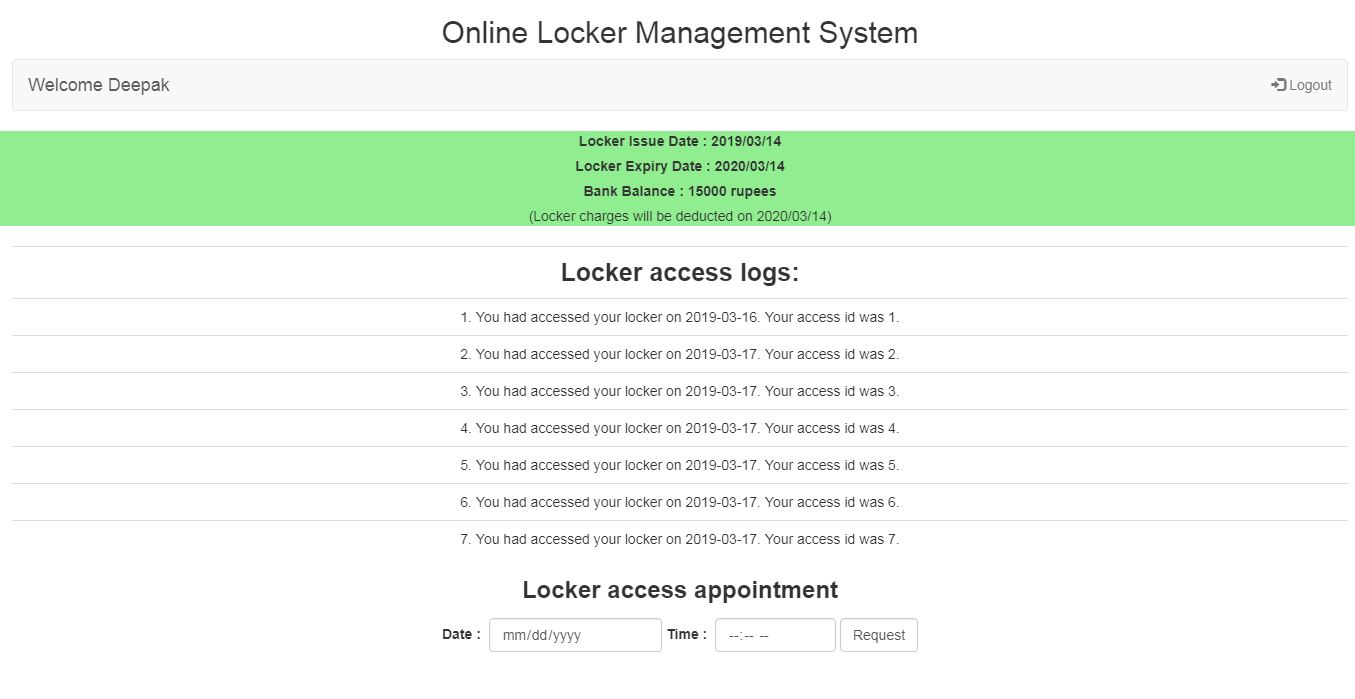 Online Locker Management System
Welcome Deepak
Logout
Locker Issue Date : 2019/03/14
Locker Expiry Date : 2020/03/14
Bank Balance : 15000 rupees
(Locker charges will be deducted on 2020/03/14)
Locker access logs:
1. You had accessed your locker on 2019-03-16. Your access id was 1.
2. You had accessed your locker on 2019-03-17. Your access id was 2.
3. You had accessed your locker on 2019-03-17. Your access id was 3.
4. You had accessed your locker on 2019-03-17. Your access id was 4.
5. You had accessed your locker on 2019-03-17. Your access id was 5.
6. You had accessed your locker on 2019-03-17. Your access id was 6.
7. You had accessed your locker on 2019-03-17. Your access id was 7.
Locker access appointment
Date : mm/dd/yyyy Time : --:-- -- Request